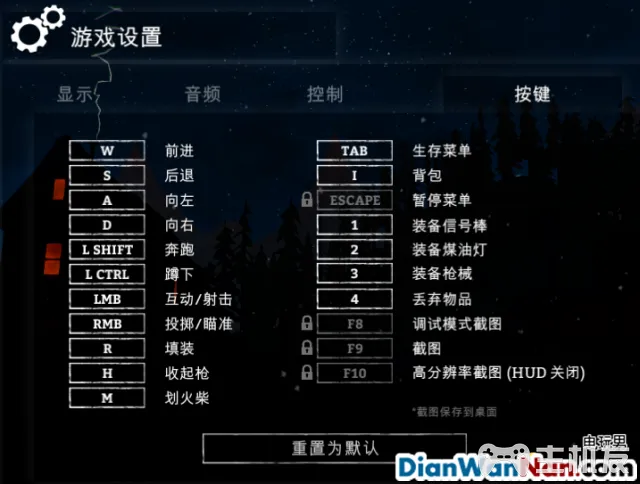 游戏设置
显示 音频 控制 按键
W 前进
S 后退
A 向左
D 向右
L SHIFT 奔跑
L CTRL 蹲下
LMB 互动/射击
RMB 投掷/瞄准
R 填装
H 收起枪
M 划火柴
TAB 生存菜单
I 背包
ESCAPE 暂停菜单
1 装备信号棒
2 装备煤油灯
3 装备枪械
4 丢弃物品
F8 调试模式截图
F9 截图
F10 高分辨率截图 (HUD 关闭)
*截图保存到桌面
重置为默认
电玩男
DianWanNan.com